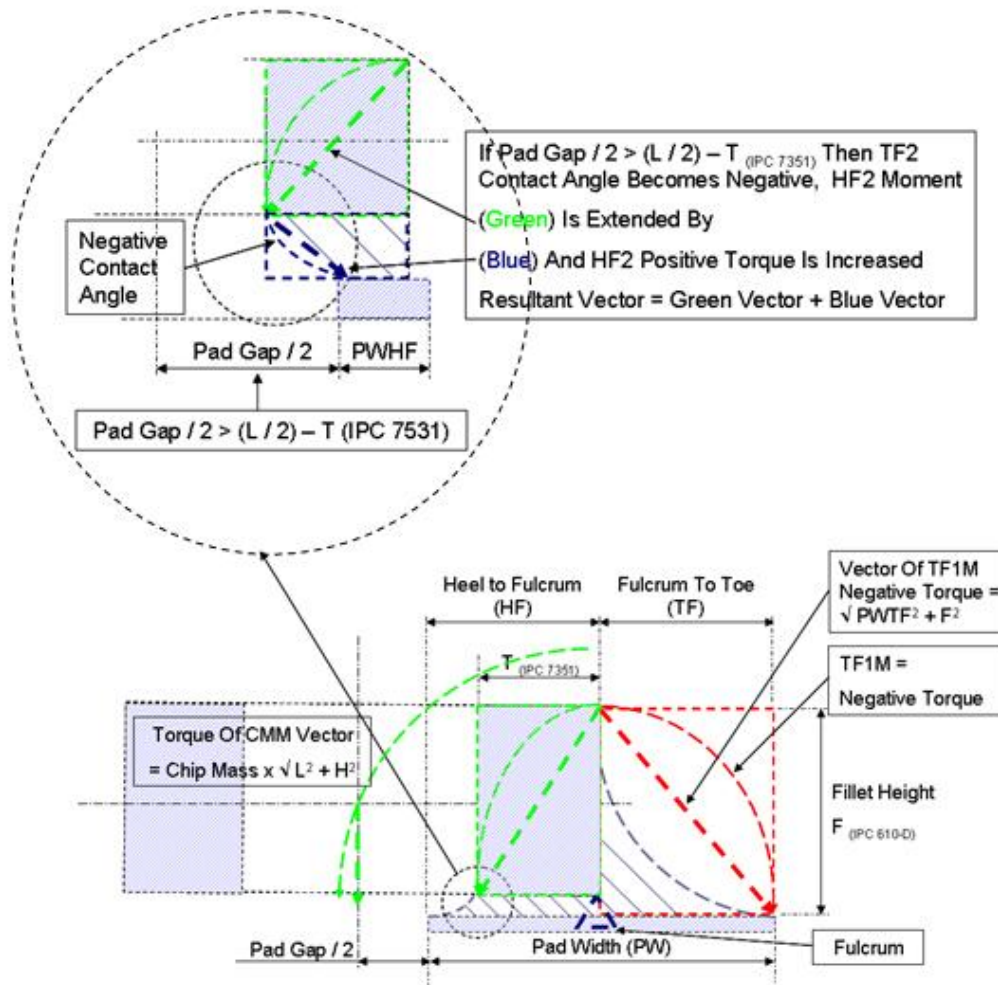 If Pad Gap / 2 > (L / 2) – T (IPC 7351) Then TF2
Contact Angle Becomes Negative, HF2 Moment
(Green) Is Extended By
(Blue) And HF2 Positive Torque Is Increased
Resultant Vector = Green Vector + Blue Vector
Negative
Contact
Angle
Pad Gap / 2
PWHF
Pad Gap / 2 > (L / 2) – T (IPC 7531)
Heel to Fulcrum
(HF)
Fulcrum To Toe
(TF)
Vector Of TF1M
Negative Torque =
√ PWTF² + F²
T (IPC 7351)
TF1M =
Negative Torque
Torque Of CMM Vector
= Chip Mass x √ L² + H²
Fillet Height
F (IPC 610-D)
Pad Gap / 2
Pad Width (PW)
Fulcrum